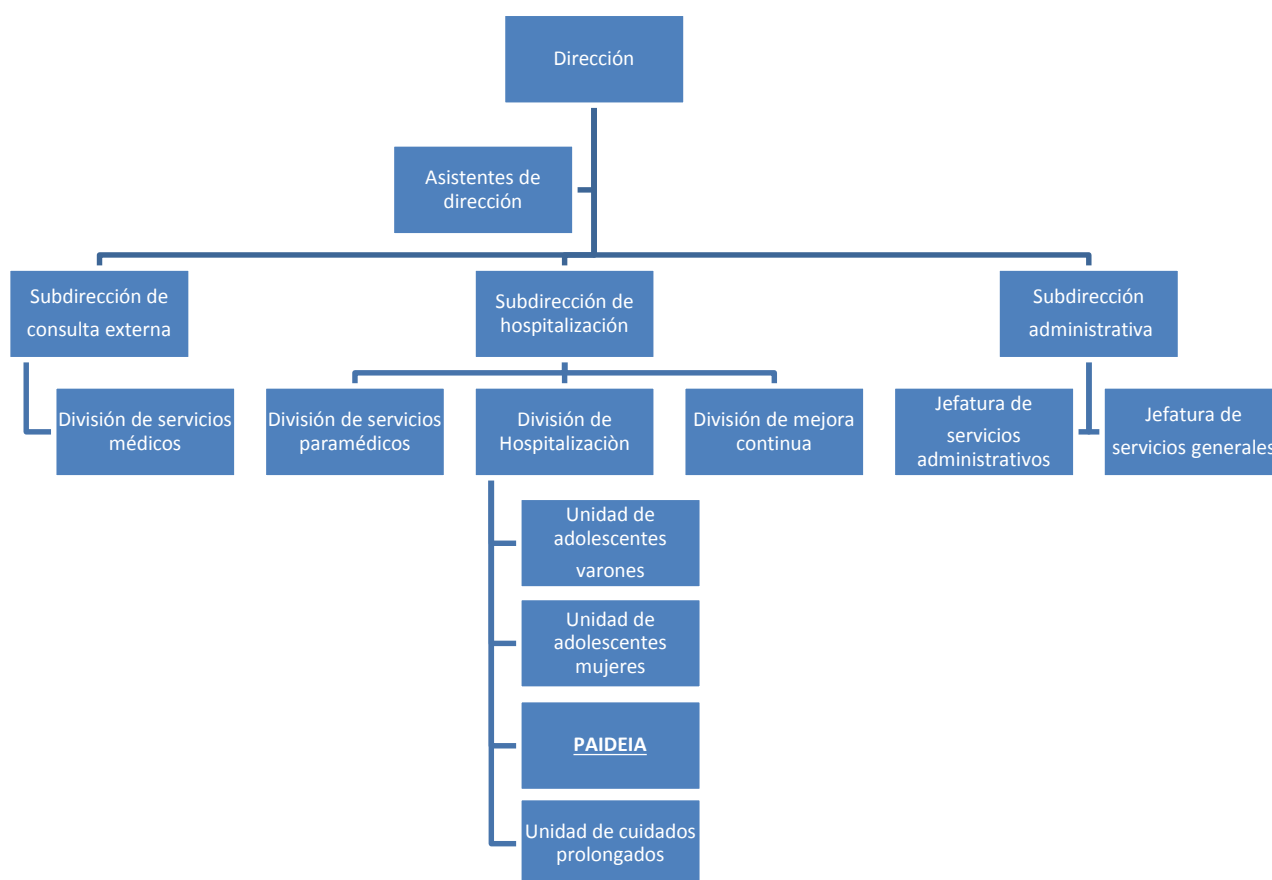 Dirección
Asistentes de
dirección
Subdirección de
consulta externa
Subdirección de
hospitalización
Subdirección
administrativa
División de servicios
médicos
División de servicios
paramédicos
División de
Hospitalizaciòn
División de mejora
continua
Jefatura de
servicios
administrativos
Jefatura de
servicios generales
Unidad de
adolescentes
varones
Unidad de
adolescentes
mujeres
PAIDEIA
Unidad de cuidados
prolongados